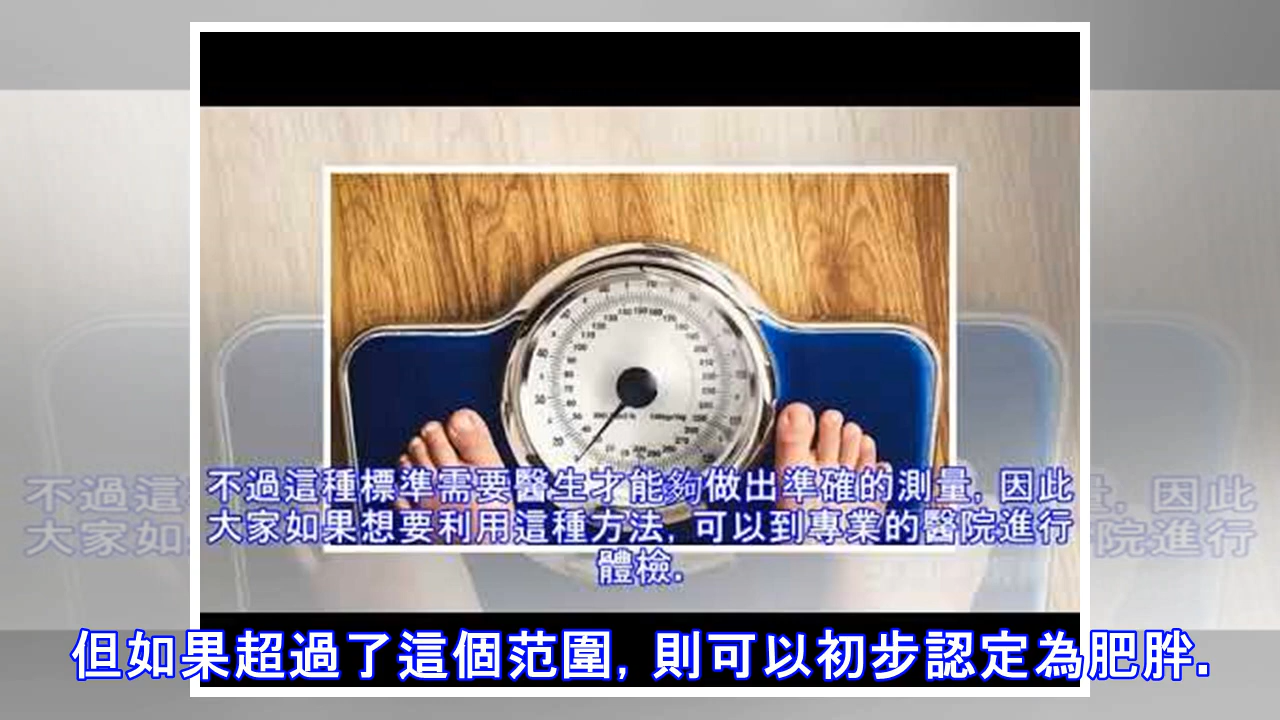 不過這種標準需要醫生才能夠做出準確的測量, 因此
大家如果想要利用這種方法, 可以到專業的醫院進行
體檢.
但如果超過了這個范圍, 則可以初步認定為肥胖.